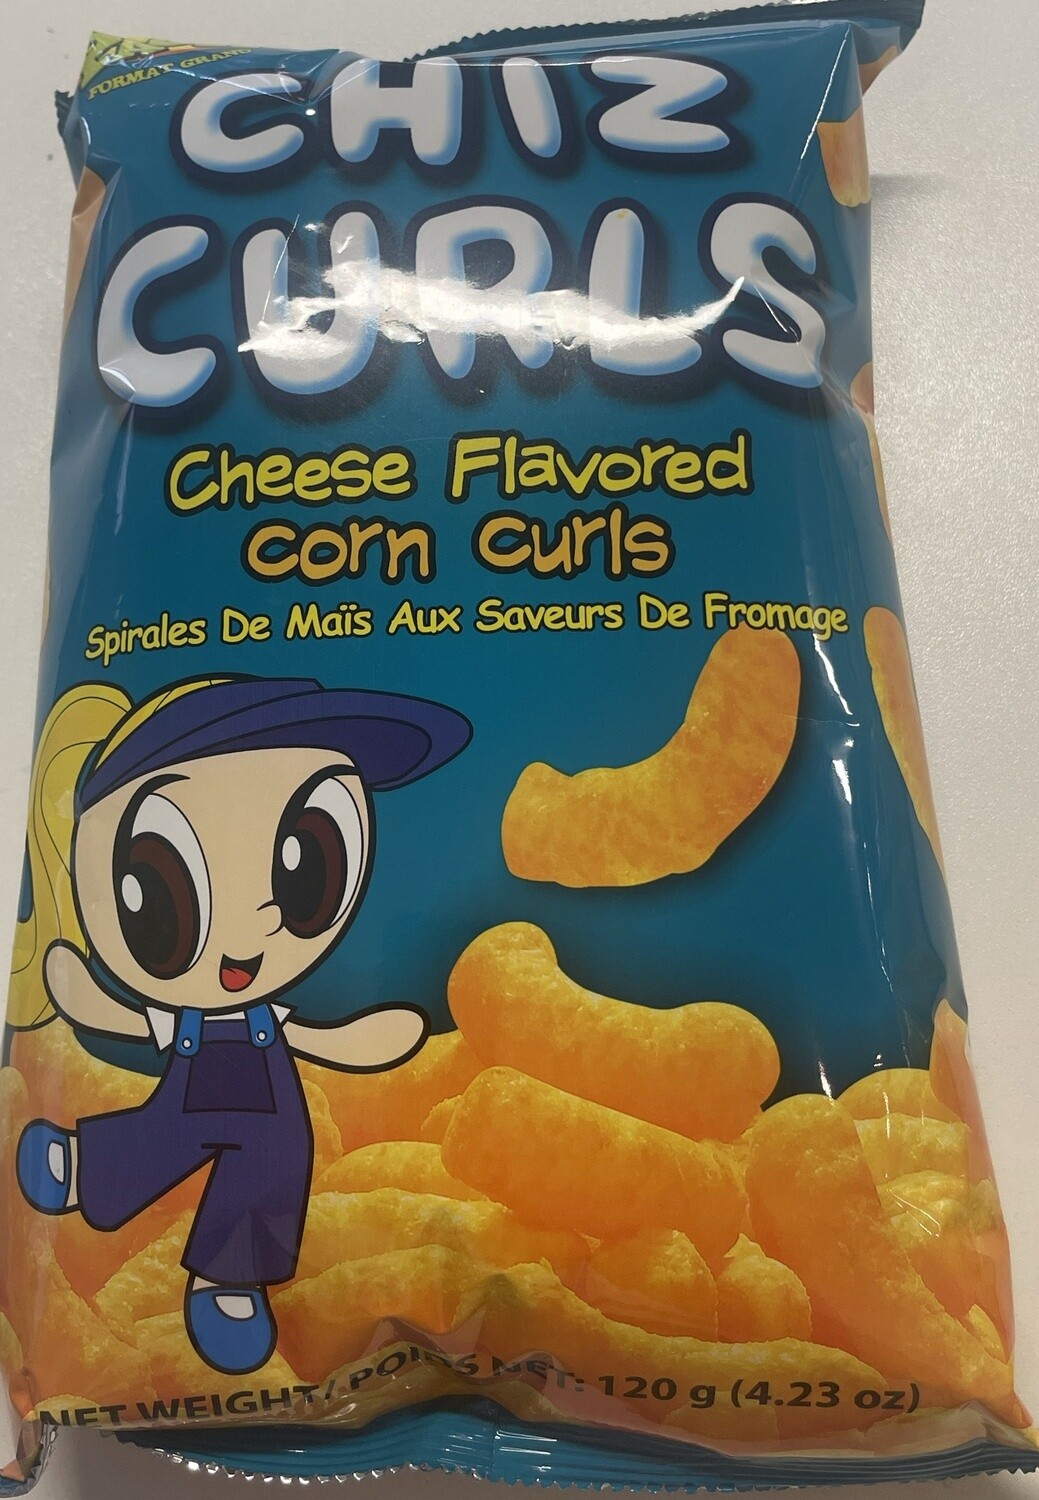 FORMAT GRAND
CHIZ
CURLS
Cheese Flavored
Corn Curls
Spirales De Maïs Aux Saveurs De Fromage
NET WEIGHT/ POIDS NET: 120 g (4.23 oz)